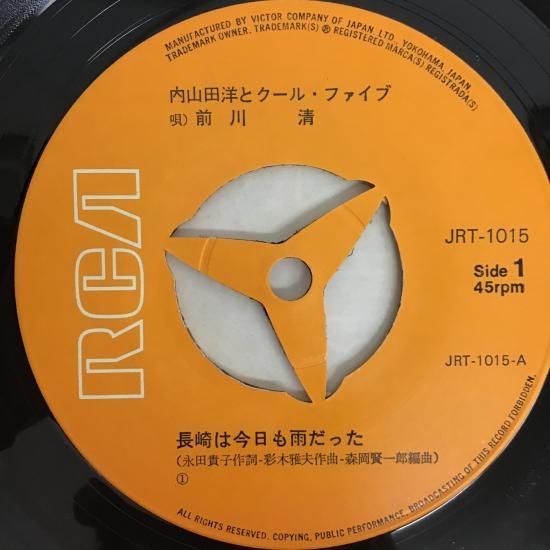 MANUFACTURED BY VICTOR COMPANY OF JAPAN, LTD., YOKOHAMA, JAPAN
TRADEMARK OWNER. TRADEMARK(S) ® REGISTERED MARCA(S) REGISTRADA(S)
内山田洋とクール・ファイブ
唄) 前川 清
RCA
JRT-1015
Side 1
45rpm
JRT-1015-A
長崎は今日も雨だった
(永田貴子作詞-彩木雅夫作曲-森岡賢一郎編曲)
①
ALL RIGHTS RESERVED. COPYING, PUBLIC PERFORMANCE, BROADCASTING OF THIS RECORD FORBIDDEN.